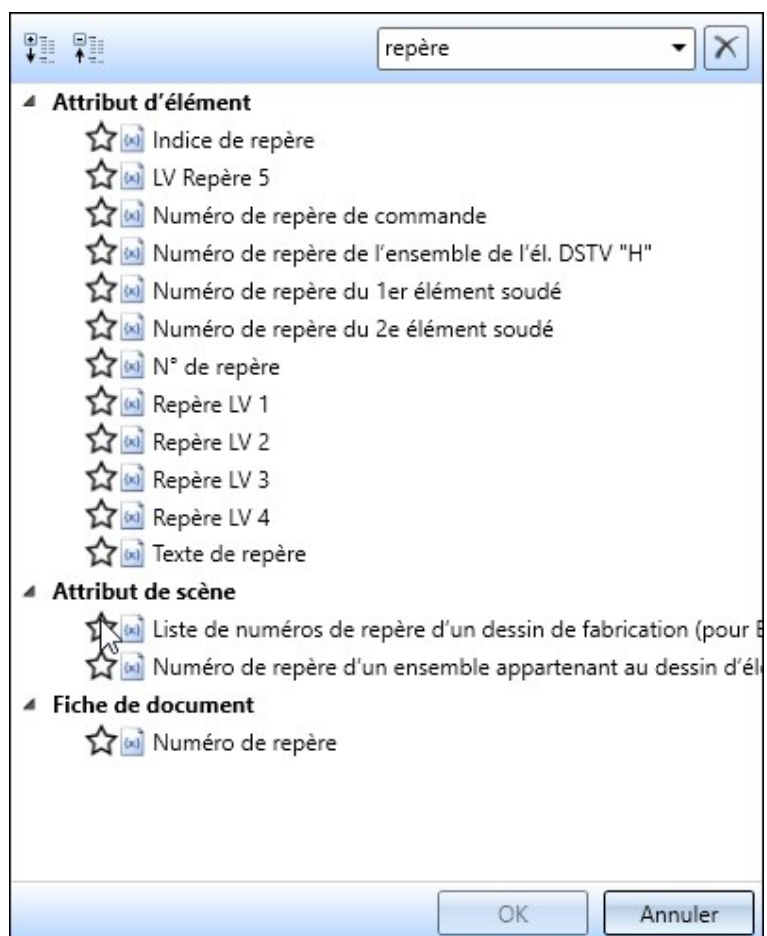 repère
Attribut d'élément
Indice de repère
LV Repère 5
Numéro de repère de commande
Numéro de repère de l'ensemble de l'él. DSTV "H"
Numéro de repère du 1er élément soudé
Numéro de repère du 2e élément soudé
N° de repère
Repère LV 1
Repère LV 2
Repère LV 3
Repère LV 4
Texte de repère
Attribut de scène
Liste de numéros de repère d'un dessin de fabrication (pour
Numéro de repère d'un ensemble appartenant au dessin
Fiche de document
Numéro de repère
OK Annuler